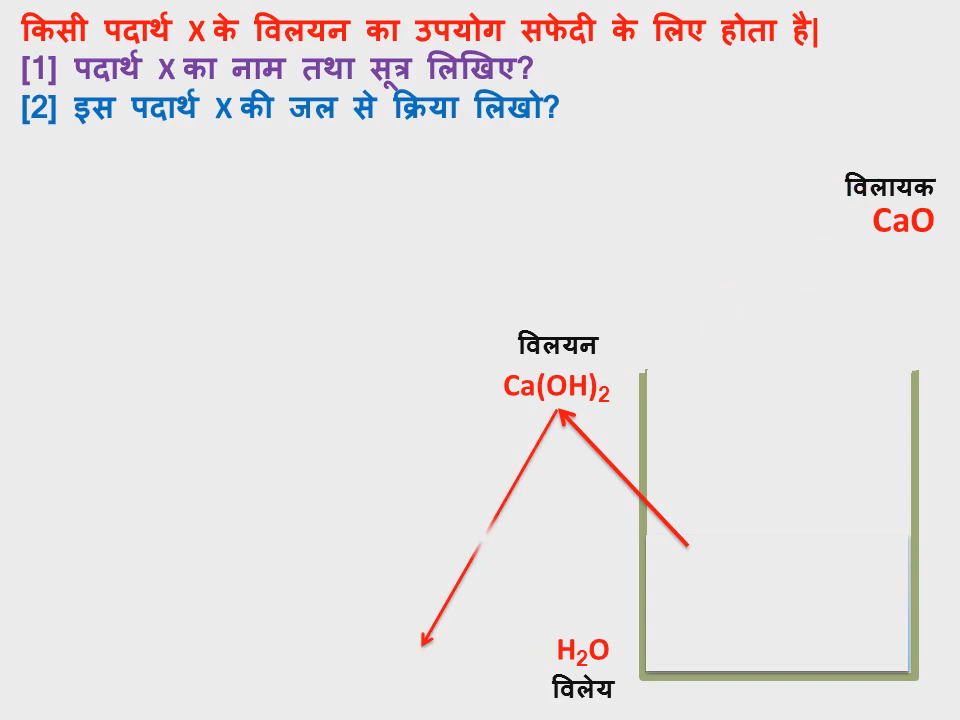 किसी पदार्थ X के विलयन का उपयोग सफेदी के लिए होता है|
[1] पदार्थ X का नाम तथा सूत्र लिखिए?
[2] इस पदार्थ X की जल से क्रिया लिखो?
विलायक
CaO
विलयन
Ca(OH)₂
H₂O
विलेय